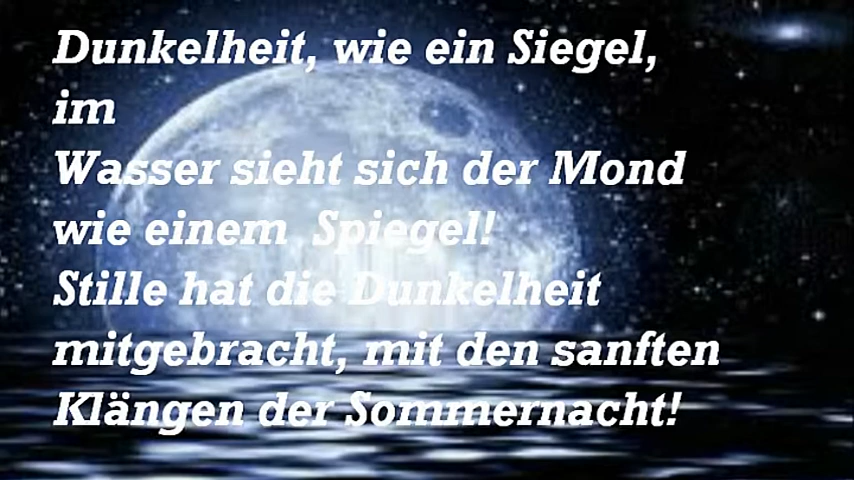 Dunkelheit, wie ein Siegel,
im
Wasser sieht sich der Mond
wie einem Spiegel!
Stille hat die Dunkelheit
mitgebracht, mit den sanften
Klängen der Sommernacht!